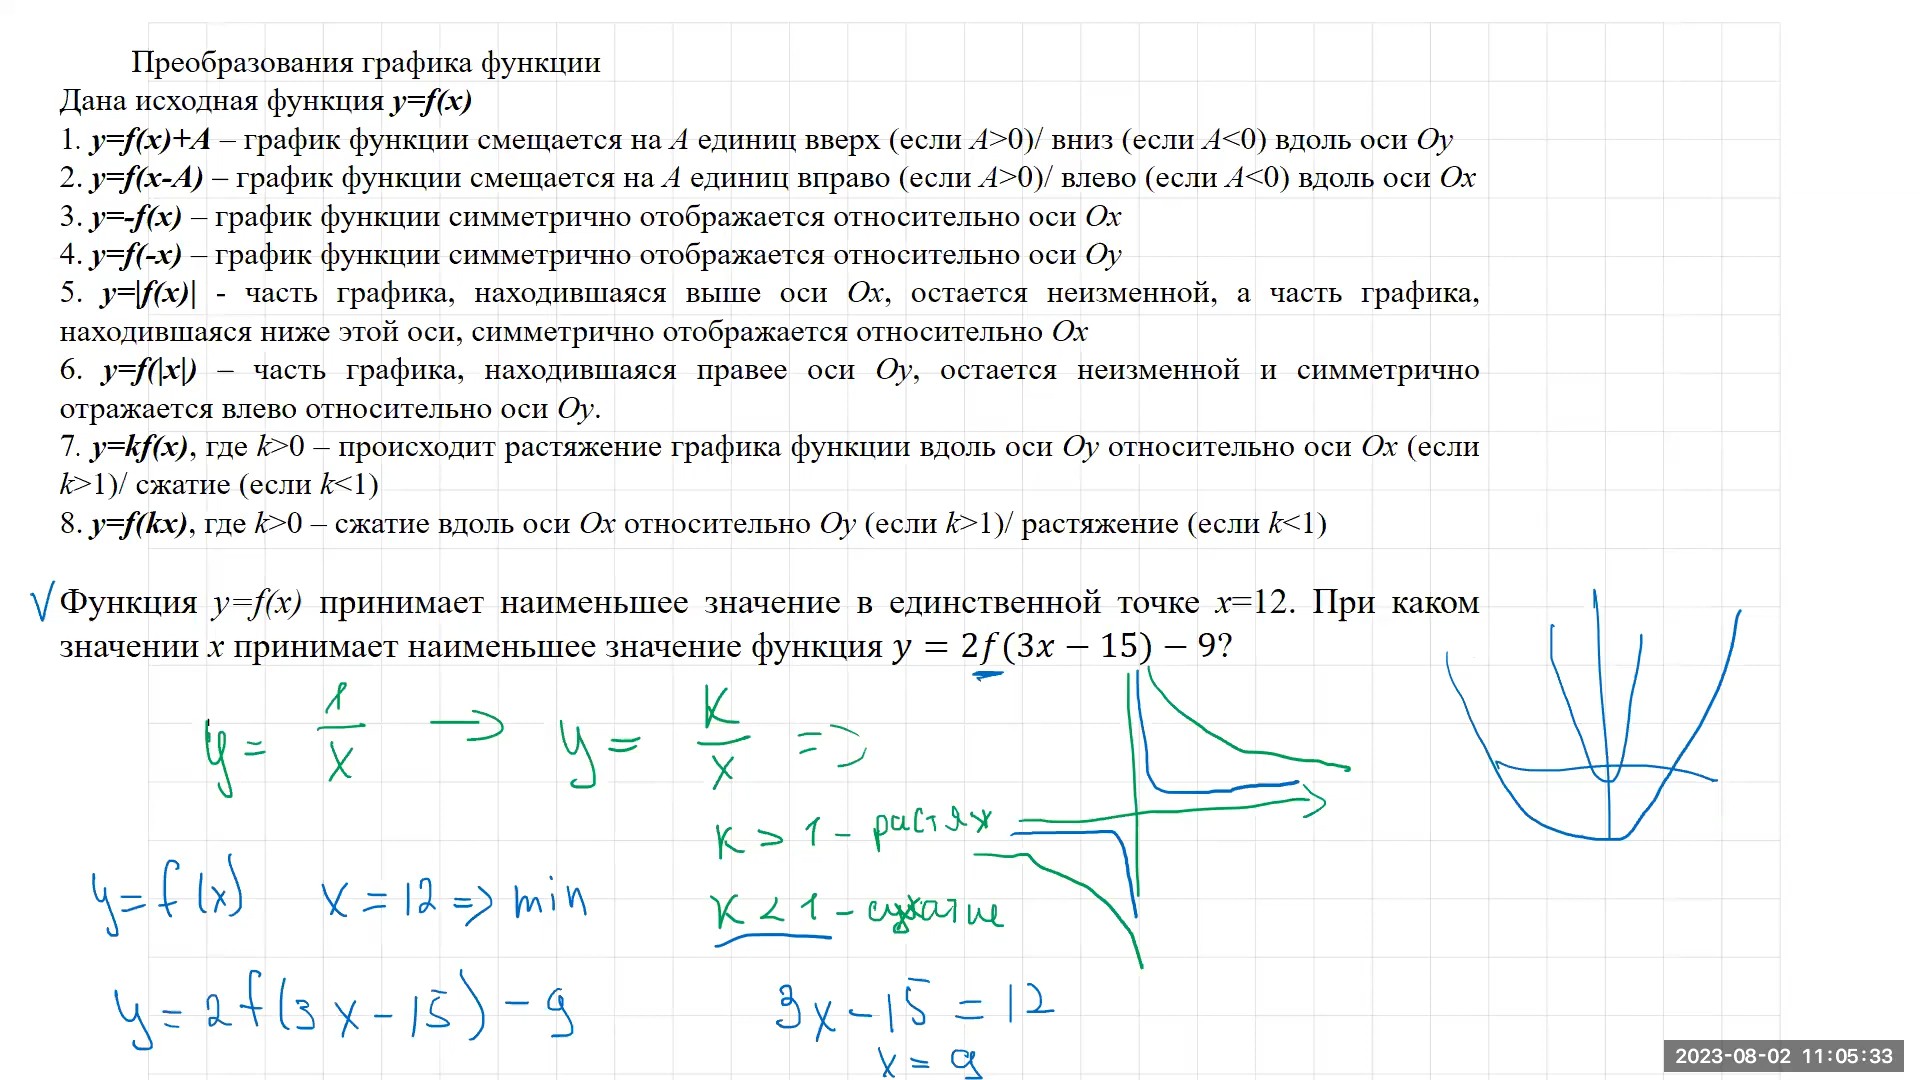 Преобразования графика функции
Дана исходная функция y=f(x)
1. y=f(x)+A – график функции смещается на A единиц вверх (если A>0)/ вниз (если A<0) вдоль оси Oy
2. y=f(x-A) – график функции смещается на A единиц вправо (если A>0)/ влево (если A<0) вдоль оси Ox
3. y=-f(x) – график функции симметрично отображается относительно оси Ox
4. y=f(-x) – график функции симметрично отображается относительно оси Oy
5. y=|f(x)| - часть графика, находившаяся выше оси Ox, остается неизменной, а часть графика,
находившаяся ниже этой оси, симметрично отображается относительно Ox
6. y=f(|x|) – часть графика, находившаяся правее оси Oy, остается неизменной и симметрично
отражается влево относительно оси Oy.
7. y=kf(x), где k>0 – происходит растяжение графика функции вдоль оси Oy относительно оси Ox (если
k>1)/ сжатие (если k<1)
8. y=f(kx), где k>0 – сжатие вдоль оси Ox относительно Oy (если k>1)/ растяжение (если k<1)
√ Функция y=f(x) принимает наименьшее значение в единственной точке x=12. При каком
значении x принимает наименьшее значение функция y = 2f(3x − 15) − 9?
y = 1/x → y = K/x =>
K > 1 - растяж
y = f(x) x = 12 => min
K < 1 - сжатие
y = 2f(3x - 15) - 9 3x - 15 = 12
x = 9
2023-08-02 11:05:33